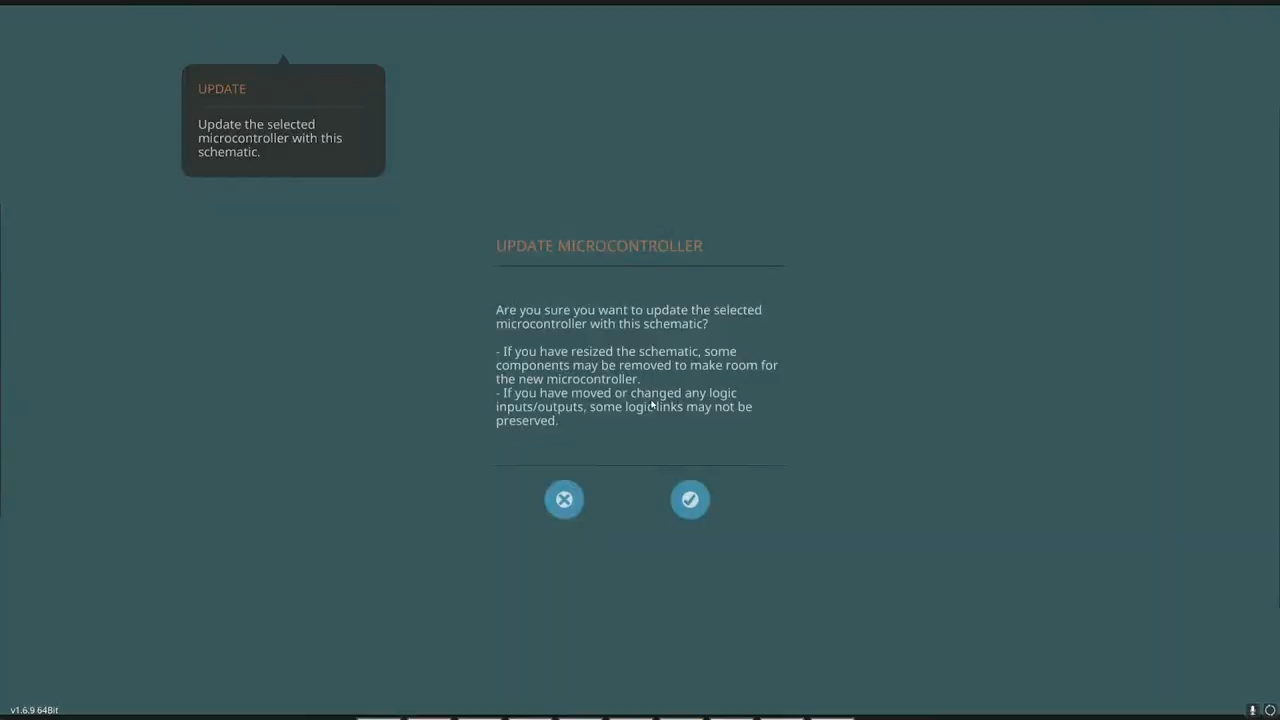 UPDATE
Update the selected
microcontroller with this
schematic.
UPDATE MICROCONTROLLER
Are you sure you want to update the selected
microcontroller with this schematic?
- If you have resized the schematic, some
components may be removed to make room for
the new microcontroller.
- If you have moved or changed any logic
inputs/outputs, some logic links may not be
preserved.
v1.6.9 64Bit